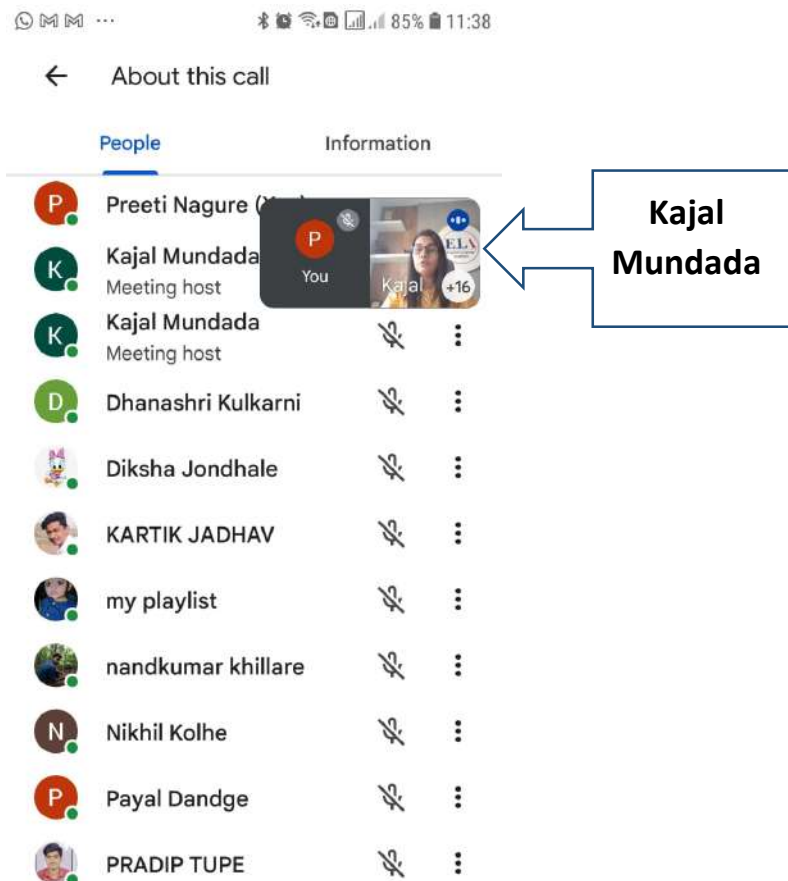 85% 11:38
About this call
People Information
P Preeti Nagure (
P
You
Kajal
ELA
+16
K Kajal Mundada
Meeting host
K Kajal Mundada
Meeting host
D Dhanashri Kulkarni
Diksha Jondhale
KARTIK JADHAV
my playlist
nandkumar khillare
N Nikhil Kolhe
P Payal Dandge
PRADIP TUPE
Kajal
Mundada